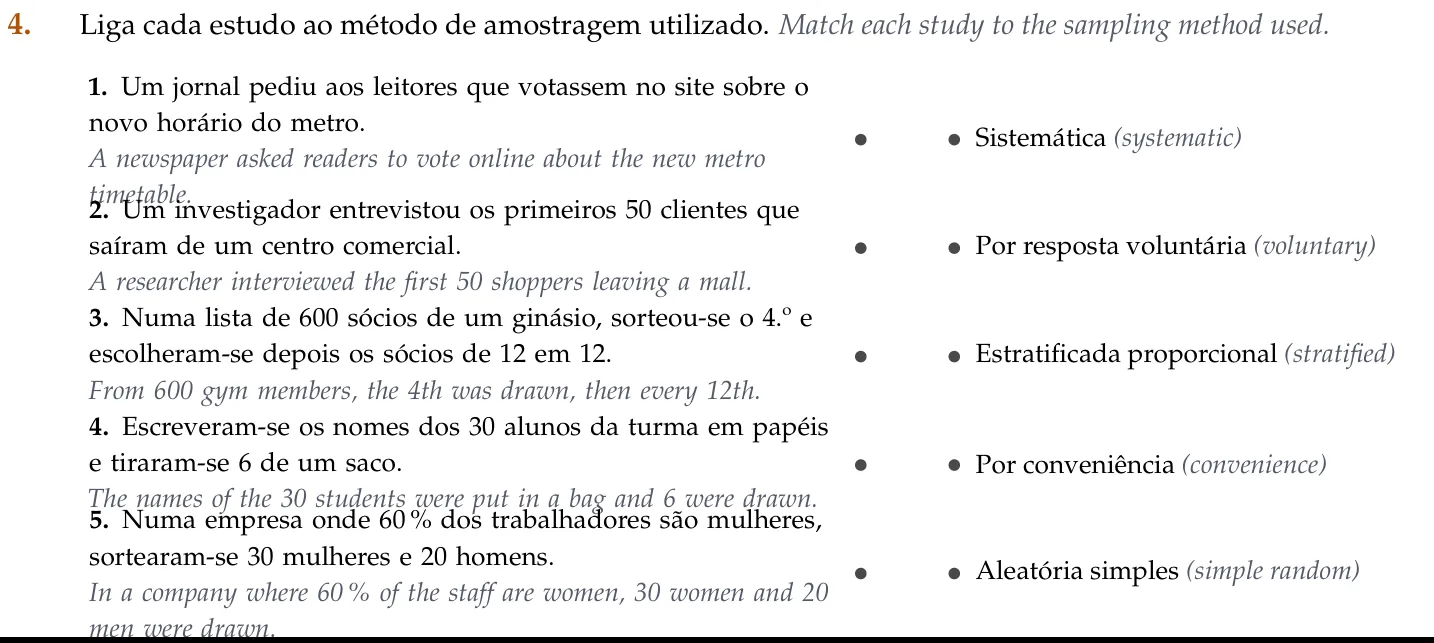 4. Liga cada estudo ao método de amostragem utilizado. Match each study to the sampling method used.
1. Um jornal pediu aos leitores que votassem no site sobre o
novo horário do metro.
A newspaper asked readers to vote online about the new metro
timetable.
2. Um investigador entrevistou os primeiros 50 clientes que
saíram de um centro comercial.
A researcher interviewed the first 50 shoppers leaving a mall.
3. Numa lista de 600 sócios de um ginásio, sorteou-se o 4.º e
escolheram-se depois os sócios de 12 em 12.
From 600 gym members, the 4th was drawn, then every 12th.
4. Escreveram-se os nomes dos 30 alunos da turma em papéis
e tiraram-se 6 de um saco.
The names of the 30 students were put in a bag and 6 were drawn.
5. Numa empresa onde 60 % dos trabalhadores são mulheres,
sortearam-se 30 mulheres e 20 homens.
In a company where 60 % of the staff are women, 30 women and 20
men were drawn.
Sistemática (systematic)
Por resposta voluntária (voluntary)
Estratificada proporcional (stratified)
Por conveniência (convenience)
Aleatória simples (simple random)